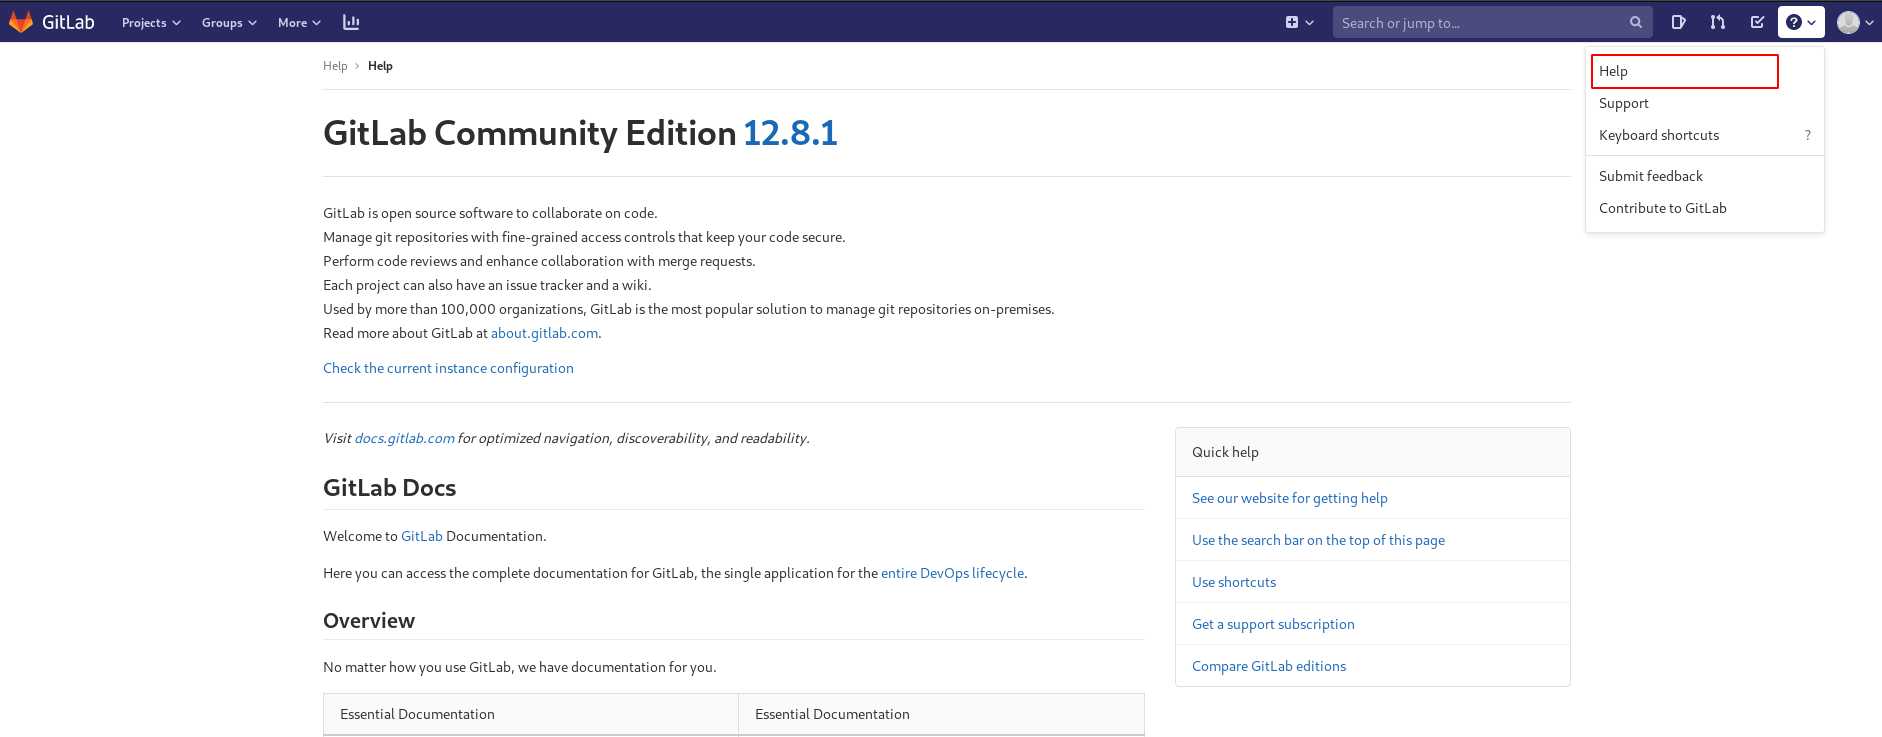 GitLab Projects Groups More Search or jump to...
Help
Support
Keyboard shortcuts ?
Submit feedback
Contribute to GitLab
Help > Help
GitLab Community Edition 12.8.1
GitLab is open source software to collaborate on code.
Manage git repositories with fine-grained access controls that keep your code secure.
Perform code reviews and enhance collaboration with merge requests.
Each project can also have an issue tracker and a wiki.
Used by more than 100,000 organizations, GitLab is the most popular solution to manage git repositories on-premises.
Read more about GitLab at about.gitlab.com.
Check the current instance configuration
Visit docs.gitlab.com for optimized navigation, discoverability, and readability.
GitLab Docs
Welcome to GitLab Documentation.
Here you can access the complete documentation for GitLab, the single application for the entire DevOps lifecycle.
Overview
No matter how you use GitLab, we have documentation for you.
Essential Documentation Essential Documentation
Quick help
See our website for getting help
Use the search bar on the top of this page
Use shortcuts
Get a support subscription
Compare GitLab editions